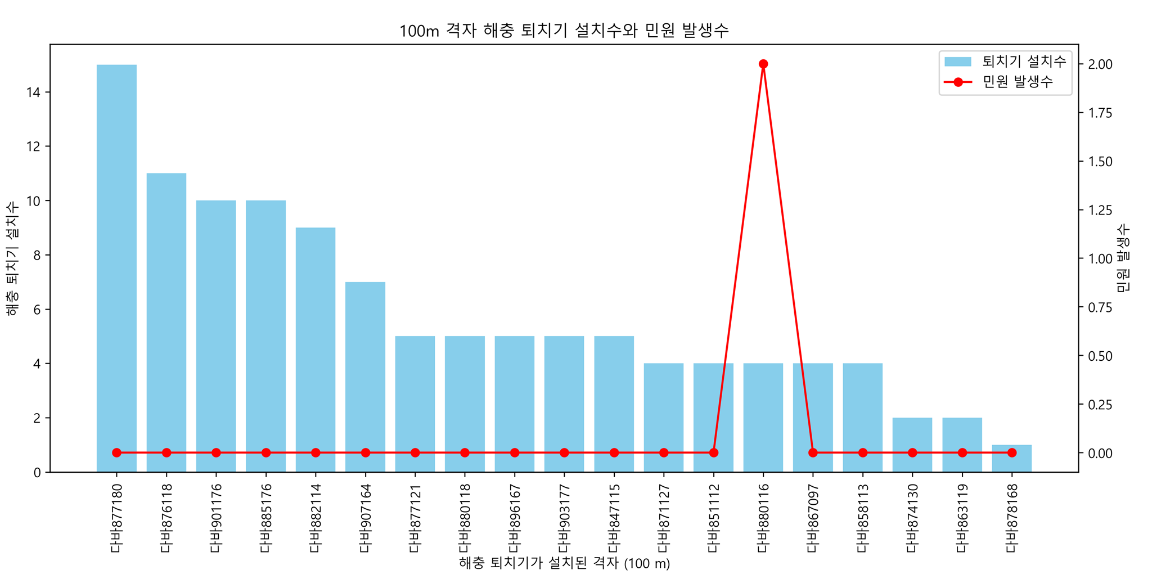 100m 격자 해충 퇴치기 설치수와 민원 발생수
퇴치기 설치수
민원 발생수
해충 퇴치기 설치수
14
12
10
8
6
4
2
0
2.00
1.75
1.50
1.25
1.00
0.75
0.50
0.25
0.00
민원 발생수
다바877180
다바876118
다바901176
다바885176
다바882114
다바907164
다바877121
다바880118
다바896167
다바903177
다바847115
다바871127
다바851112
다바880116
다바867097
다바858113
다바874130
다바863119
다바878168
해충 퇴치기가 설치된 격자 (100 m)